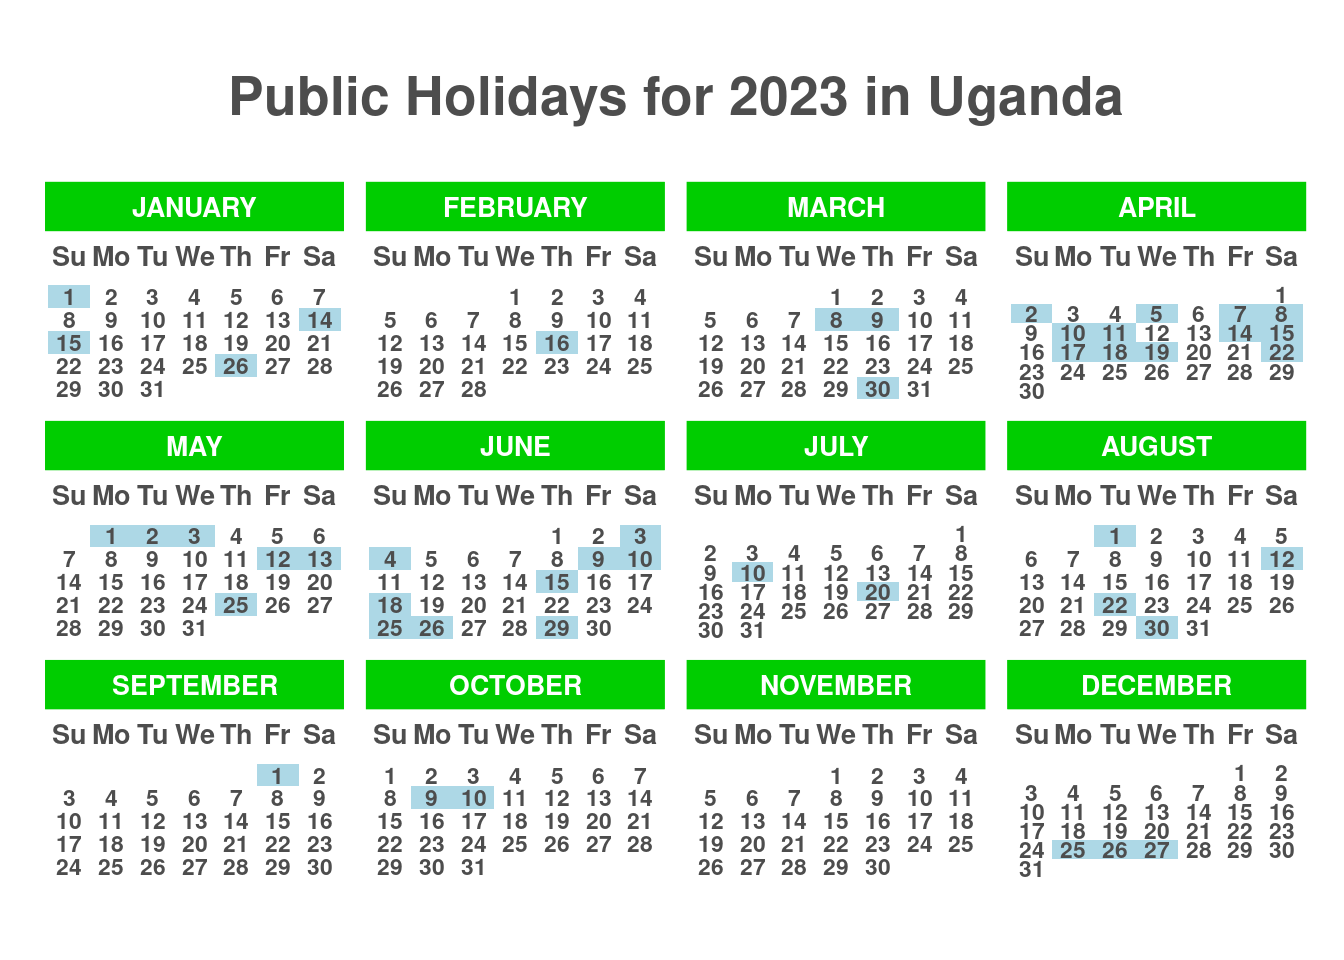 Public Holidays for 2023 in Uganda
JANUARY
Su Mo Tu We Th Fr Sa
1 2 3 4 5 6 7
8 9 10 11 12 13 14
15 16 17 18 19 20 21
22 23 24 25 26 27 28
29 30 31
FEBRUARY
Su Mo Tu We Th Fr Sa
1 2 3 4
5 6 7 8 9 10 11
12 13 14 15 16 17 18
19 20 21 22 23 24 25
26 27 28
MARCH
Su Mo Tu We Th Fr Sa
1 2 3 4
5 6 7 8 9 10 11
12 13 14 15 16 17 18
19 20 21 22 23 24 25
26 27 28 29 30 31
APRIL
Su Mo Tu We Th Fr Sa
1
2 3 4 5 6 7 8
9 10 11 12 13 14 15
16 17 18 19 20 21 22
23 24 25 26 27 28 29
30
MAY
Su Mo Tu We Th Fr Sa
1 2 3 4 5 6
7 8 9 10 11 12 13
14 15 16 17 18 19 20
21 22 23 24 25 26 27
28 29 30 31
JUNE
Su Mo Tu We Th Fr Sa
1 2 3
4 5 6 7 8 9 10
11 12 13 14 15 16 17
18 19 20 21 22 23 24
25 26 27 28 29 30
JULY
Su Mo Tu We Th Fr Sa
1
2 3 4 5 6 7 8
9 10 11 12 13 14 15
16 17 18 19 20 21 22
23 24 25 26 27 28 29
30 31
AUGUST
Su Mo Tu We Th Fr Sa
1 2 3 4 5
6 7 8 9 10 11 12
13 14 15 16 17 18 19
20 21 22 23 24 25 26
27 28 29 30 31
SEPTEMBER
Su Mo Tu We Th Fr Sa
1 2
3 4 5 6 7 8 9
10 11 12 13 14 15 16
17 18 19 20 21 22 23
24 25 26 27 28 29 30
OCTOBER
Su Mo Tu We Th Fr Sa
1 2 3 4 5 6 7
8 9 10 11 12 13 14
15 16 17 18 19 20 21
22 23 24 25 26 27 28
29 30 31
NOVEMBER
Su Mo Tu We Th Fr Sa
1 2 3 4
5 6 7 8 9 10 11
12 13 14 15 16 17 18
19 20 21 22 23 24 25
26 27 28 29 30
DECEMBER
Su Mo Tu We Th Fr Sa
1 2
3 4 5 6 7 8 9
10 11 12 13 14 15 16
17 18 19 20 21 22 23
24 25 26 27 28 29 30
31